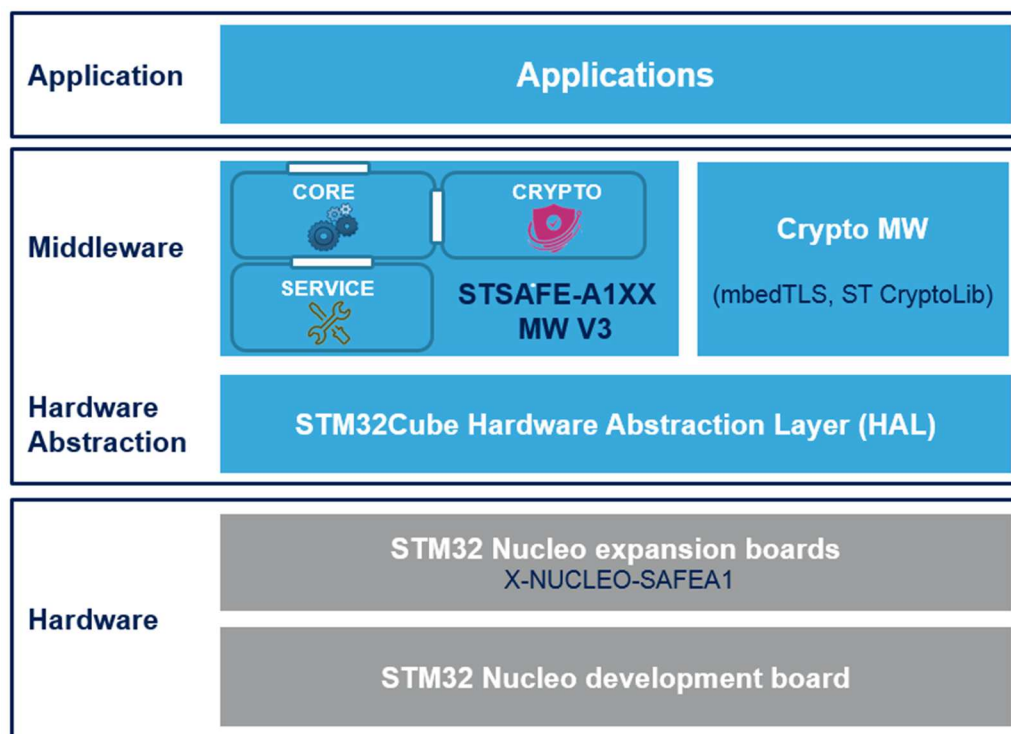 Application
Applications
Middleware
CORE
CRYPTO
SERVICE
STSAFE-A1XX
MW V3
Crypto MW
(mbedTLS, ST CryptoLib)
Hardware
Abstraction
STM32Cube Hardware Abstraction Layer (HAL)
Hardware
STM32 Nucleo expansion boards
X-NUCLEO-SAFEA1
STM32 Nucleo development board